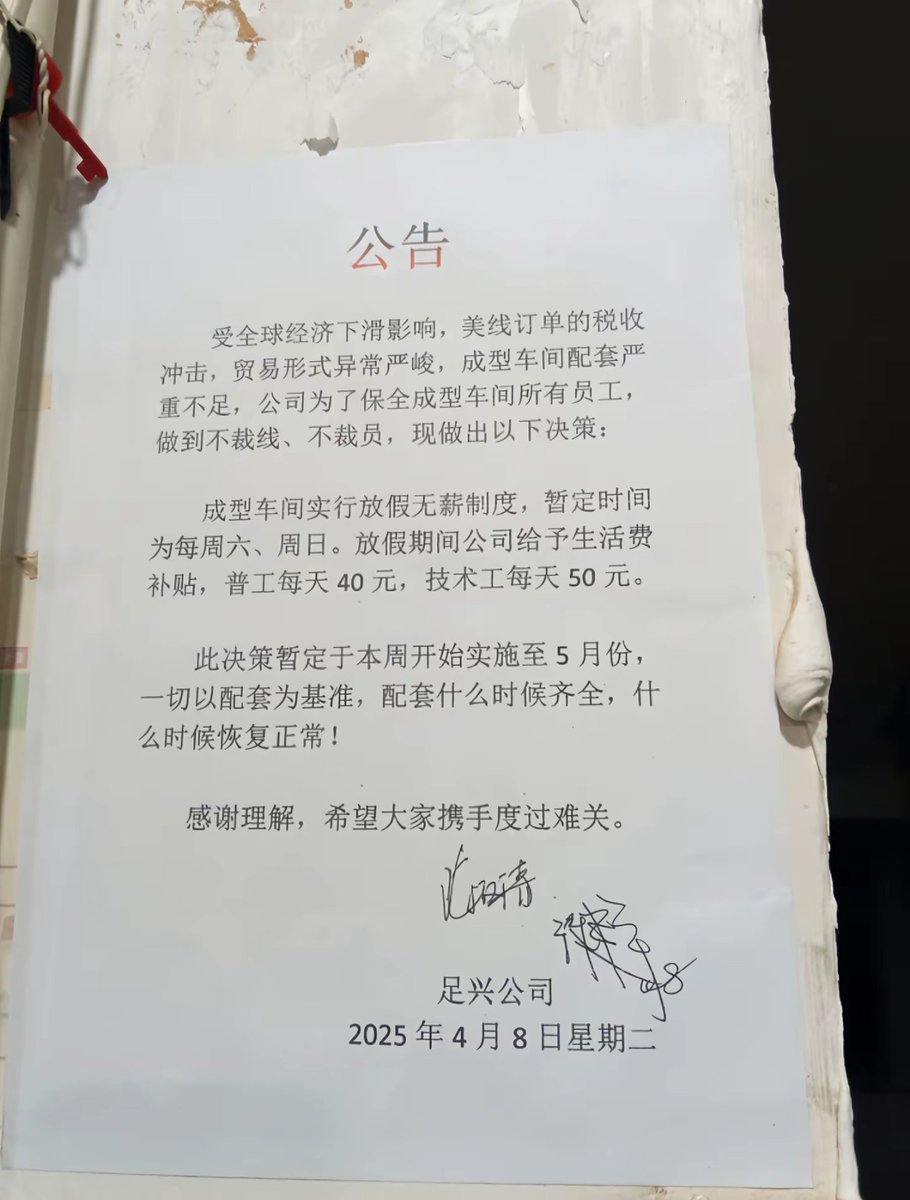 公告
受全球经济下滑影响，美线订单的税收
冲击，贸易形式异常严峻，成型车间配套严
重不足，公司为了保全成型车间所有员工，
做到不裁线、不裁员，现做出以下决策：
成型车间实行放假无薪制度，暂定时间
为每周六、周日。放假期间公司给予生活费
补贴，普工每天 40 元，技术工每天 50 元。
此决策暂定于本周开始实施至 5 月份，
一切以配套为基准，配套什么时候齐全，什
么时候恢复正常！
感谢理解，希望大家携手度过难关。
足兴公司
2025 年 4 月 8 日星期二